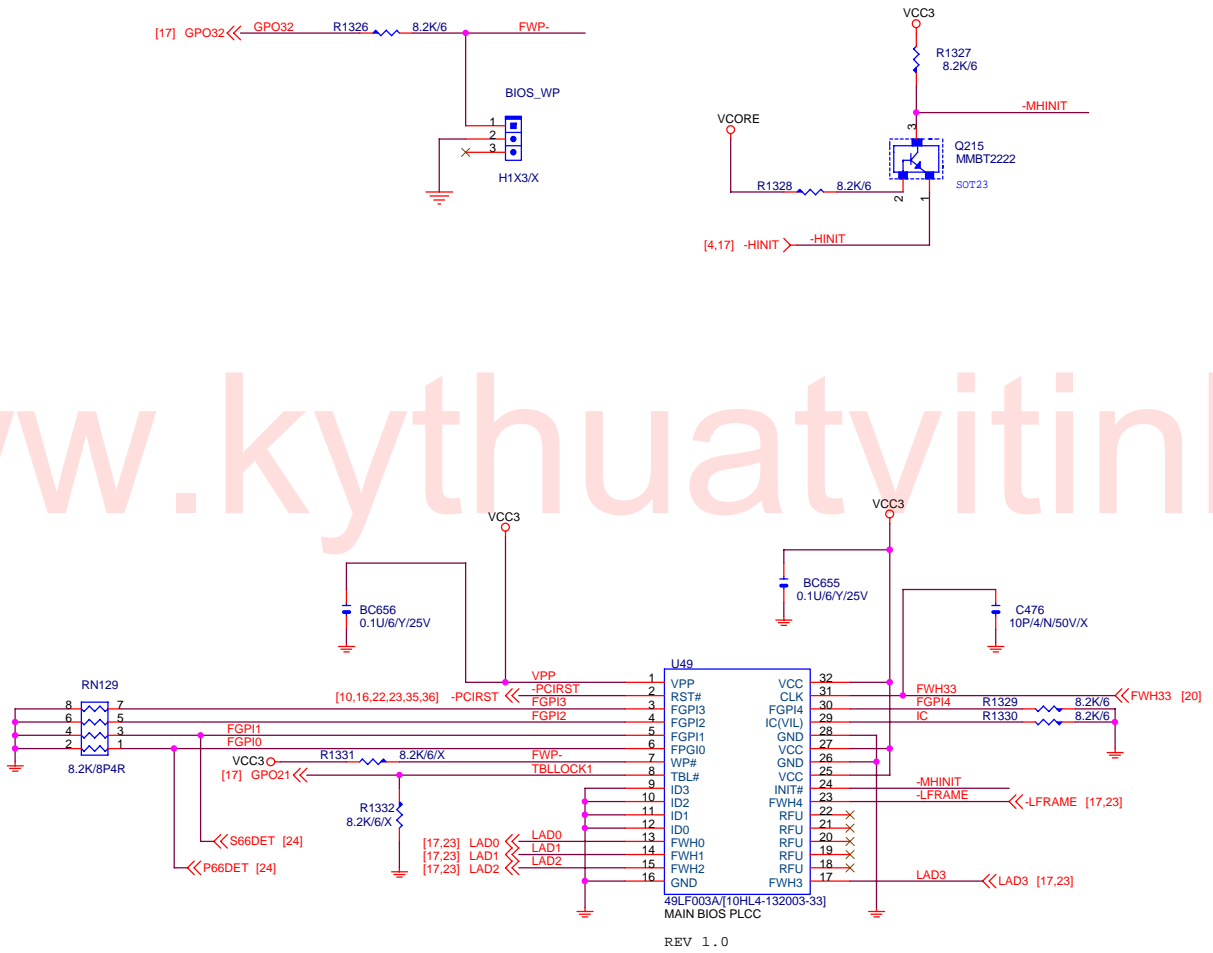 VCC3
[17] GPO32
GPO32
R1326
8.2K/6
FWP-
R1327
8.2K/6
BIOS_WP
-MHINIT
VCORE
1
2
3
H1X3/X
3
Q215
MMBT2222
SOT23
R1328
8.2K/6
2
1
[4,17] -HINIT
-HINIT
www.kythuatvitinh
VCC3
VCC3
BC656
0.1U/6/Y/25V
BC655
0.1U/6/Y/25V
C476
10P/4/N/50V/X
RN129
8 7
6 5
4 3
2 1
8.2K/8P4R
[10,16,22,23,35,36] -PCIRST
VPP
-PCIRST
FGPI3
FGPI2
FGPI1
FGPI0
VCC3
R1331
8.2K/6/X
FWP-
[17] GPO21
TBLLOCK1
R1332
8.2K/6/X
S66DET [24]
P66DET [24]
[17,23] LAD0
LAD0
[17,23] LAD1
LAD1
[17,23] LAD2
LAD2
U49
1 VPP VCC 32
2 RST# CLK 31
3 FGPI3 FGPI4 30
4 FGPI2 IC(VIL) 29
5 FGPI1 GND 28
6 FPGI0 VCC 27
7 WP# GND 26
8 TBL# VCC 25
9 ID3 INIT# 24
10 ID2 FWH4 23
11 ID1 RFU 22
12 ID0 RFU 21
13 FWH0 RFU 20
14 FWH1 RFU 19
15 FWH2 RFU 18
16 GND FWH3 17
FWH33
FWH33 [20]
FGPI4
R1329
8.2K/6
IC
R1330
8.2K/6
-MHINIT
-LFRAME
-LFRAME [17,23]
LAD3
LAD3 [17,23]
49LF003A/[10HL4-132003-33]
MAIN BIOS PLCC
REV 1.0